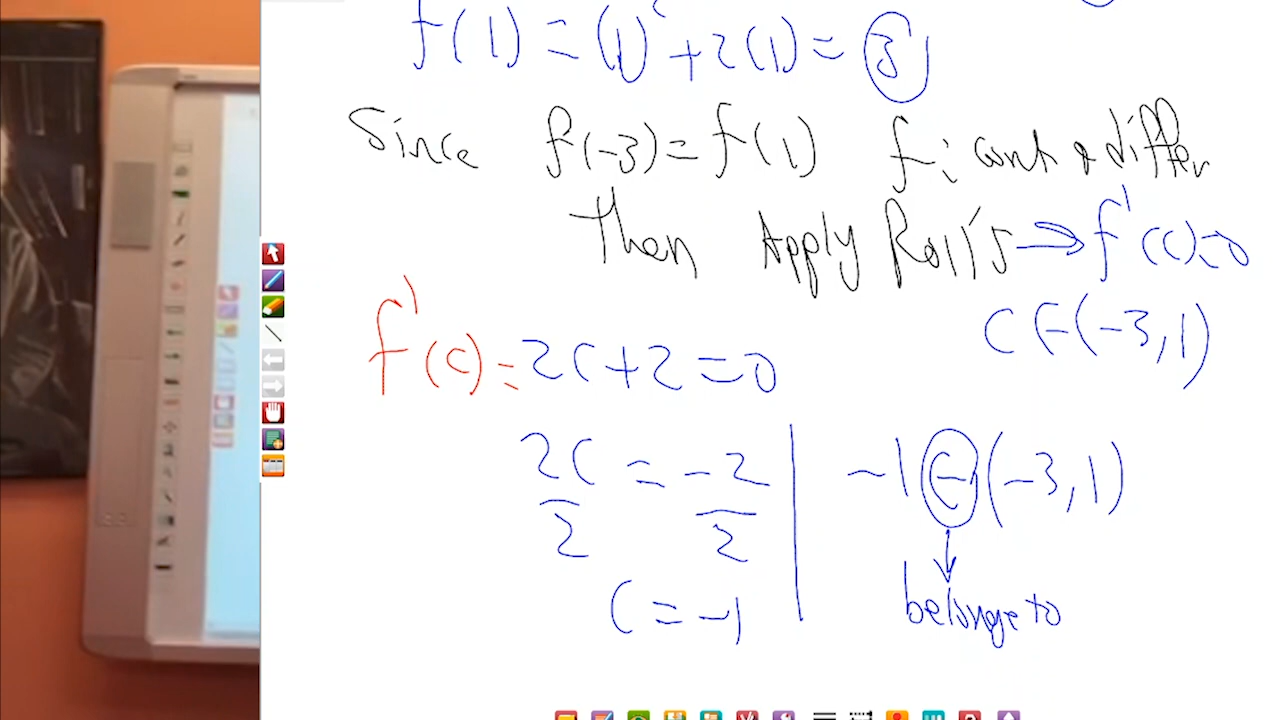 f(1) = (1)² + 2(1) = 3
Since f(-3) = f(1) f: cont & differ
then Apply Roll's → f'(c) = 0
C ∈ (-3, 1)
f'(c) = 2C + 2 = 0
2C/2 = -2/2
C = -1
-1 ∈ (-3, 1)
belonge to